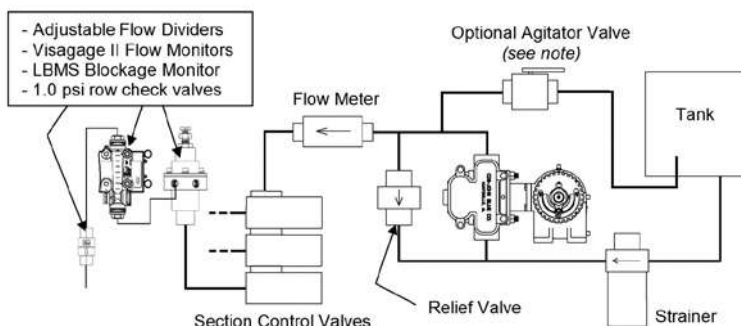 - Adjustable Flow Dividers
- Visagage II Flow Monitors
- LBMS Blockage Monitor
- 1.0 psi row check valves
Optional Agitator Valve
(see note)
Flow Meter
Tank
Section Control Valves
Relief Valve
Strainer